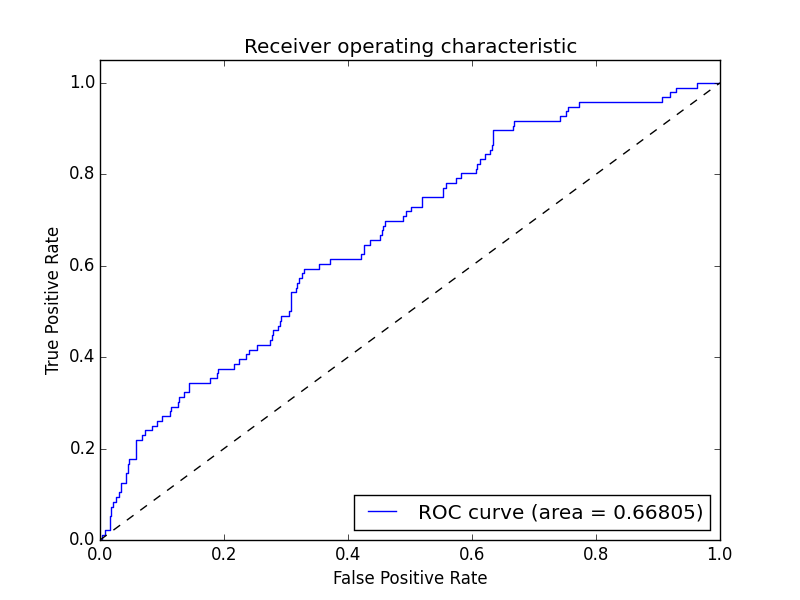 Receiver operating characteristic
1.0
0.8
0.6
0.4
0.2
0.0
True Positive Rate
ROC curve (area = 0.66805)
0.0 0.2 0.4 0.6 0.8 1.0
False Positive Rate